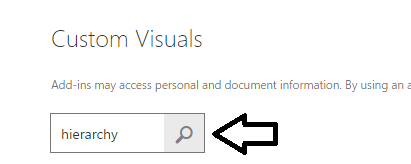 Custom Visuals
Add-ins may access personal and document information. By using an a
hierarchy